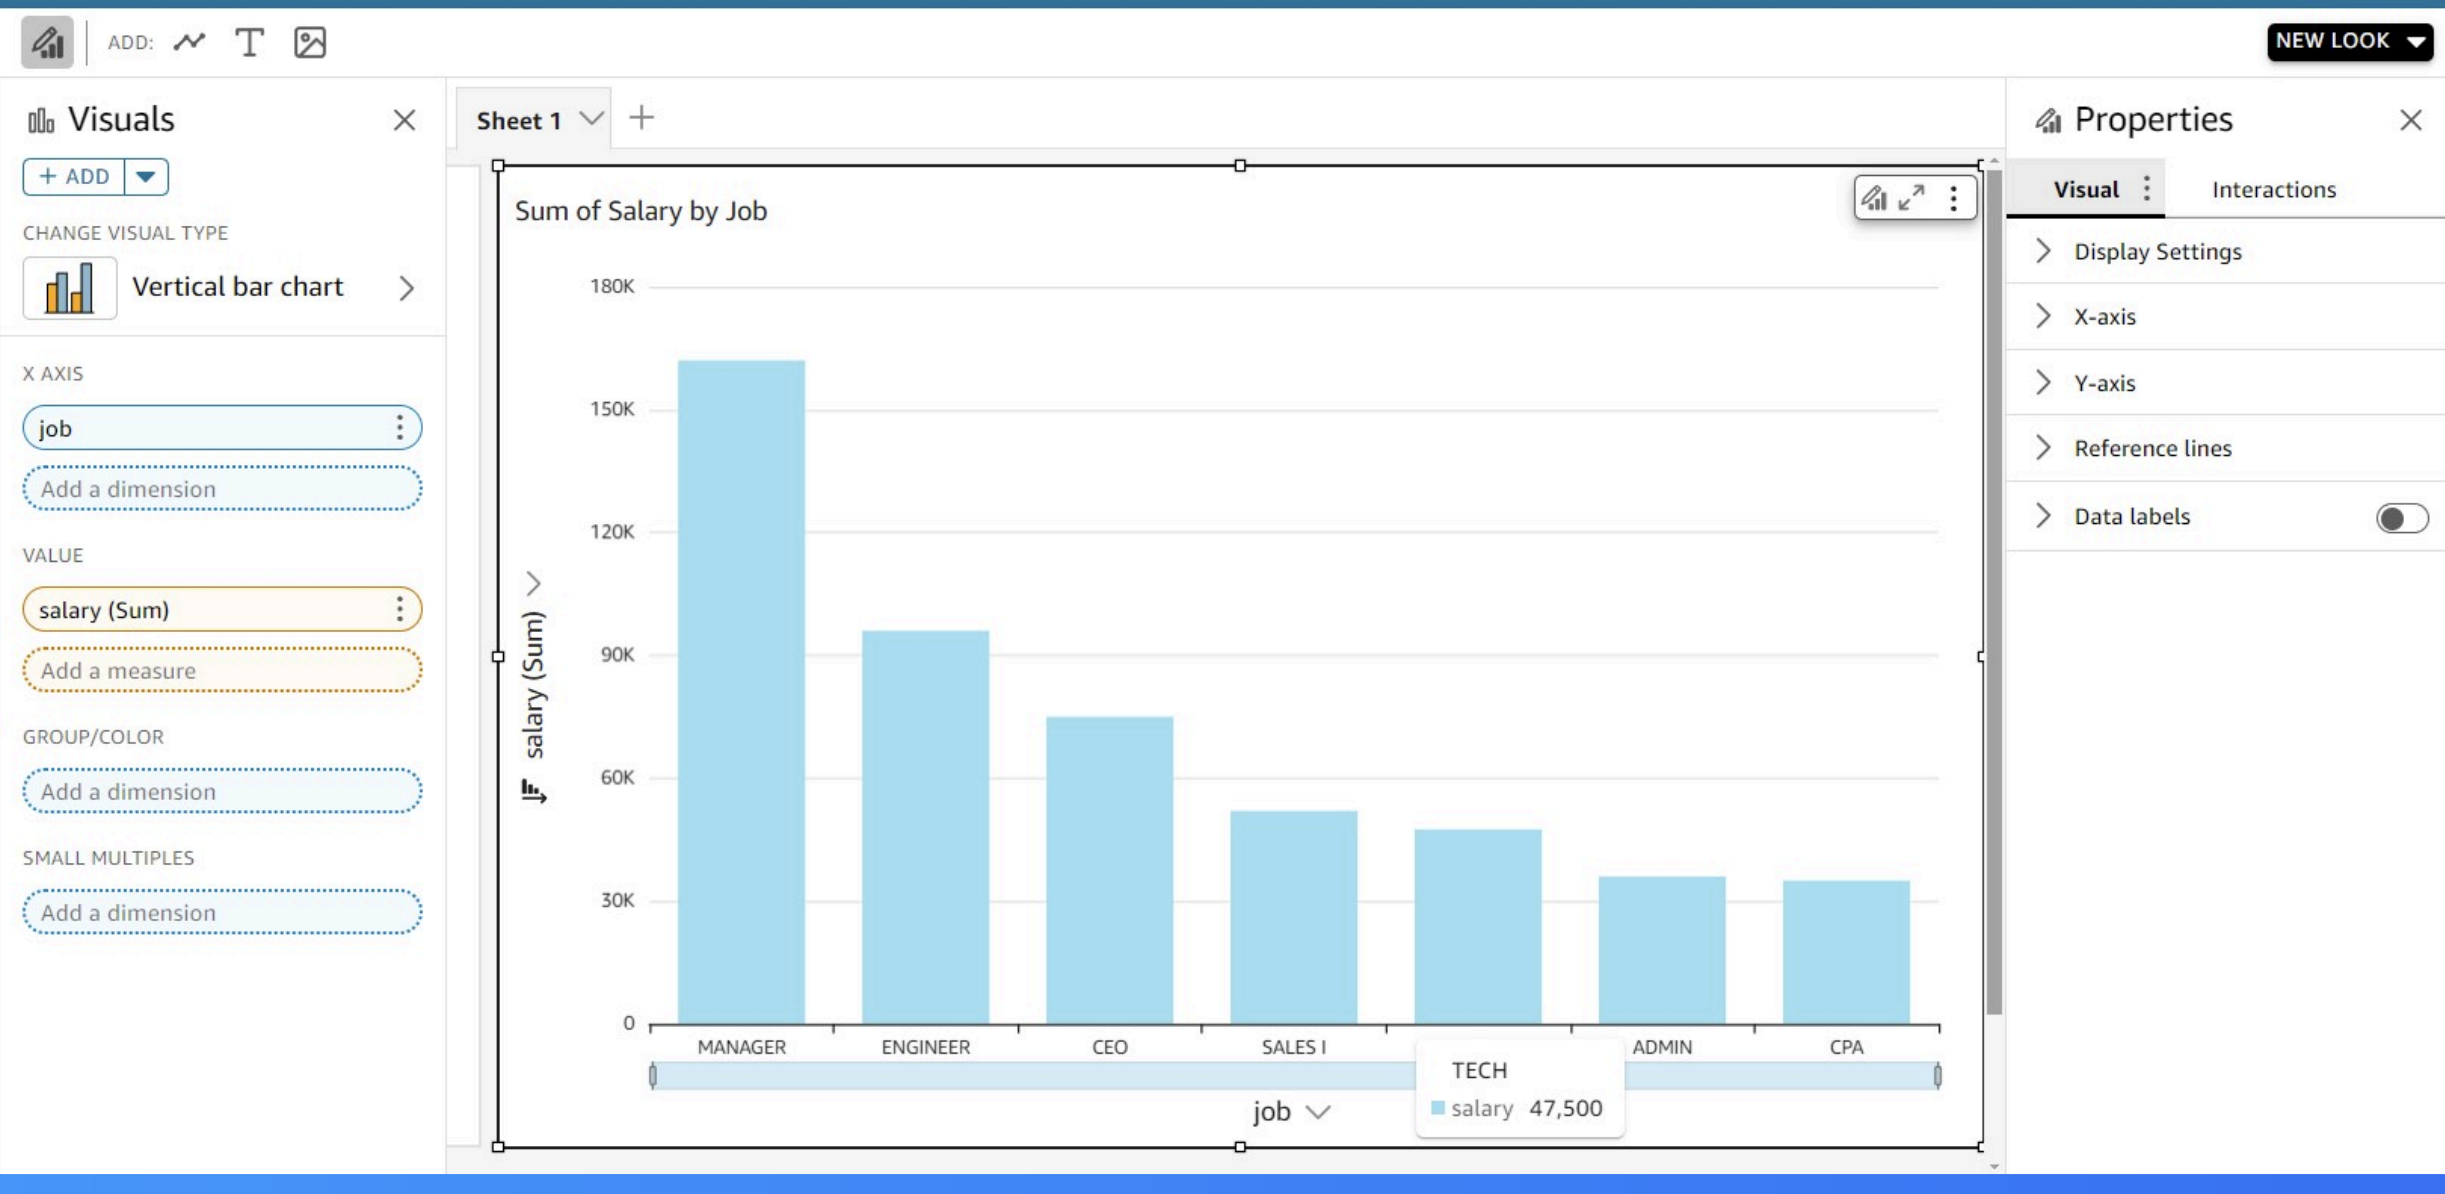 ADD:
NEW LOOK
Visuals
+ ADD
CHANGE VISUAL TYPE
Vertical bar chart
X AXIS
job
Add a dimension
VALUE
salary (Sum)
Add a measure
GROUP/COLOR
Add a dimension
SMALL MULTIPLES
Add a dimension
Sheet 1
Sum of Salary by Job
180K
150K
120K
90K
60K
30K
0
salary (Sum)
MANAGER ENGINEER CEO SALES I ADMIN CPA
job
TECH
salary 47,500
Properties
Visual Interactions
Display Settings
X-axis
Y-axis
Reference lines
Data labels